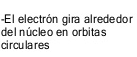 -El electrón gira alrededor
del núcleo en orbitas
circulares